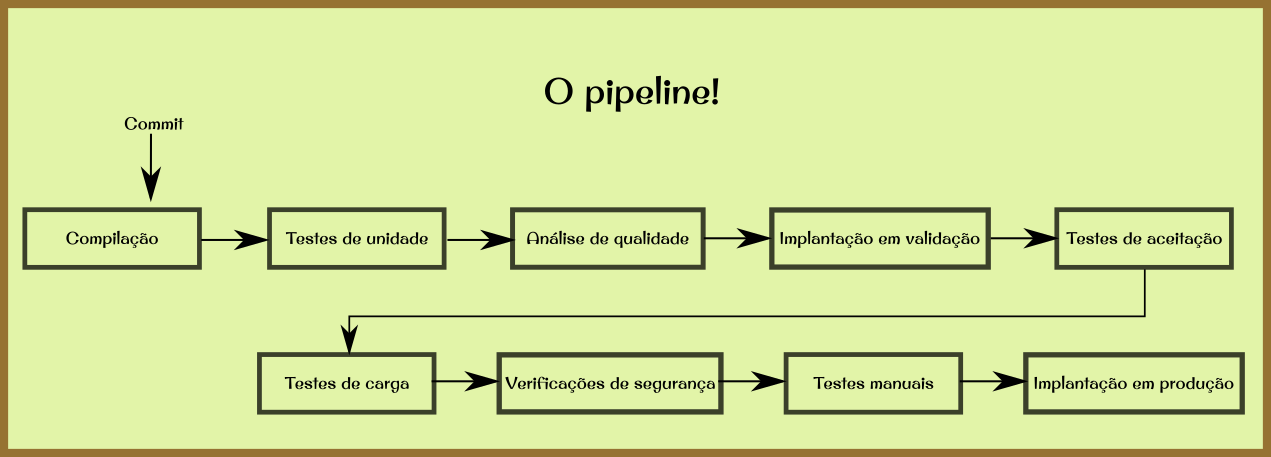 O pipeline!
Commit
Compilação
Testes de unidade
Análise de qualidade
Implantação em validação
Testes de aceitação
Testes de carga
Verificações de segurança
Testes manuais
Implantação em produção